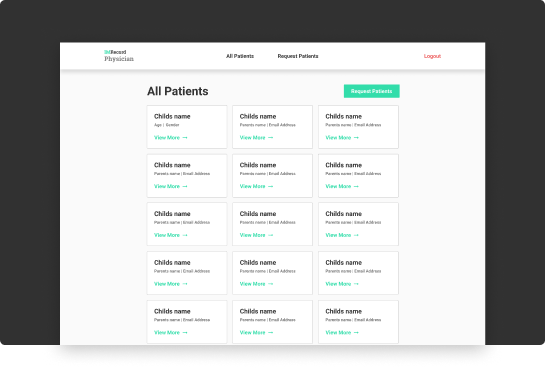 BitRecord
Physician
All Patients
Request Patients
Logout
All Patients
Request Patients
Childs name
Age | Gender
View More →
Childs name
Parents name | Email Address
View More →
Childs name
Parents name | Email Address
View More →
Childs name
Parents name | Email Address
View More →
Childs name
Parents name | Email Address
View More →
Childs name
Parents name | Email Address
View More →
Childs name
Parents name | Email Address
View More →
Childs name
Parents name | Email Address
View More →
Childs name
Parents name | Email Address
View More →
Childs name
Parents name | Email Address
View More →
Childs name
Parents name | Email Address
View More →
Childs name
Parents name | Email Address
View More →
Childs name
Parents name | Email Address
View More →
Childs name
Parents name | Email Address
View More →
Childs name
Parents name | Email Address
View More →